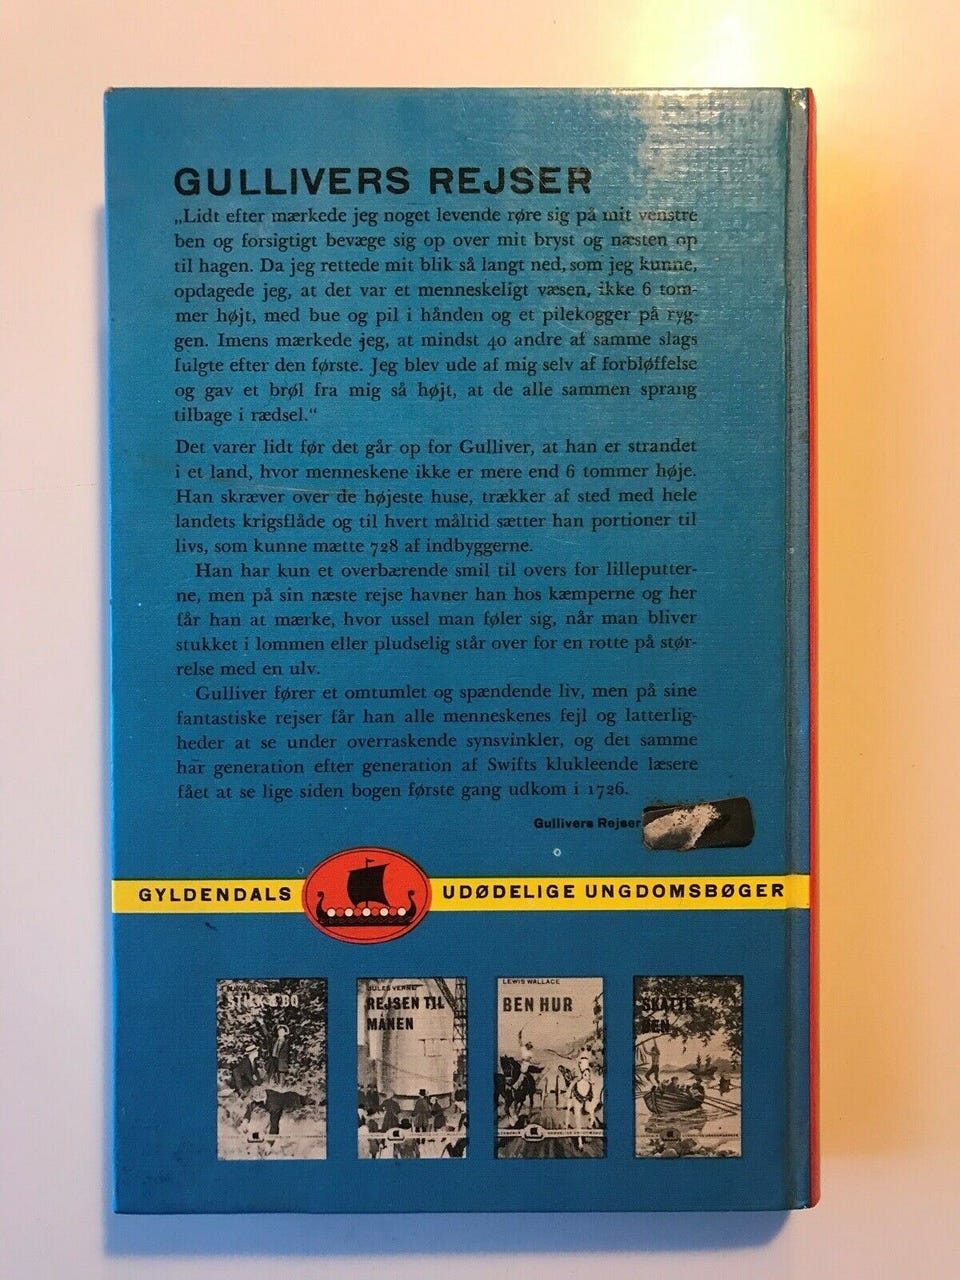 GULLIVERS REJSER
„Lidt efter mærkede jeg noget levende røre sig på mit venstre
ben og forsigtigt bevæge sig op over mit bryst og næsten op
til hagen. Da jeg rettede mit blik så langt ned, som jeg kunne,
opdagede jeg, at det var et menneskeligt væsen, ikke 6 tom-
mer højt, med bue og pil i hånden og et pilekogger på ryg-
gen. Imens mærkede jeg, at mindst 40 andre af samme slags
fulgte efter den første. Jeg blev ude af mig selv af forbløffelse
og gav et brøl fra mig så højt, at de alle sammen sprang
tilbage i rædsel.“
Det varer lidt før det går op for Gulliver, at han er strandet
i et land, hvor menneskene ikke er mere end 6 tommer høje.
Han skræver over de højeste huse, trækker af sted med hele
landets krigsflåde og til hvert måltid sætter han portioner til
livs, som kunne mætte 728 af indbyggerne.
Han har kun et overbærende smil til overs for lilleputter-
ne, men på sin næste rejse havner han hos kæmperne og her
får han at mærke, hvor ussel man føler sig, når man bliver
stukket i lommen eller pludselig står over for en rotte på stør-
relse med en ulv.
Gulliver fører et omtumlet og spændende liv, men på sine
fantastiske rejser får han alle menneskenes fejl og latterlig-
heder at se under overraskende synsvinkler, og det samme
har generation efter generation af Swifts klukleende læsere
fået at se lige siden bogen første gang udkom i 1726.
Gullivers Rejser
GYLDENDALS UDØDELIGE UNGDOMSBØGER
JULES VERNE
REJSEN TIL
MÅNEN
LEWIS WALLACE
BEN HUR
SKATTE
ØEN